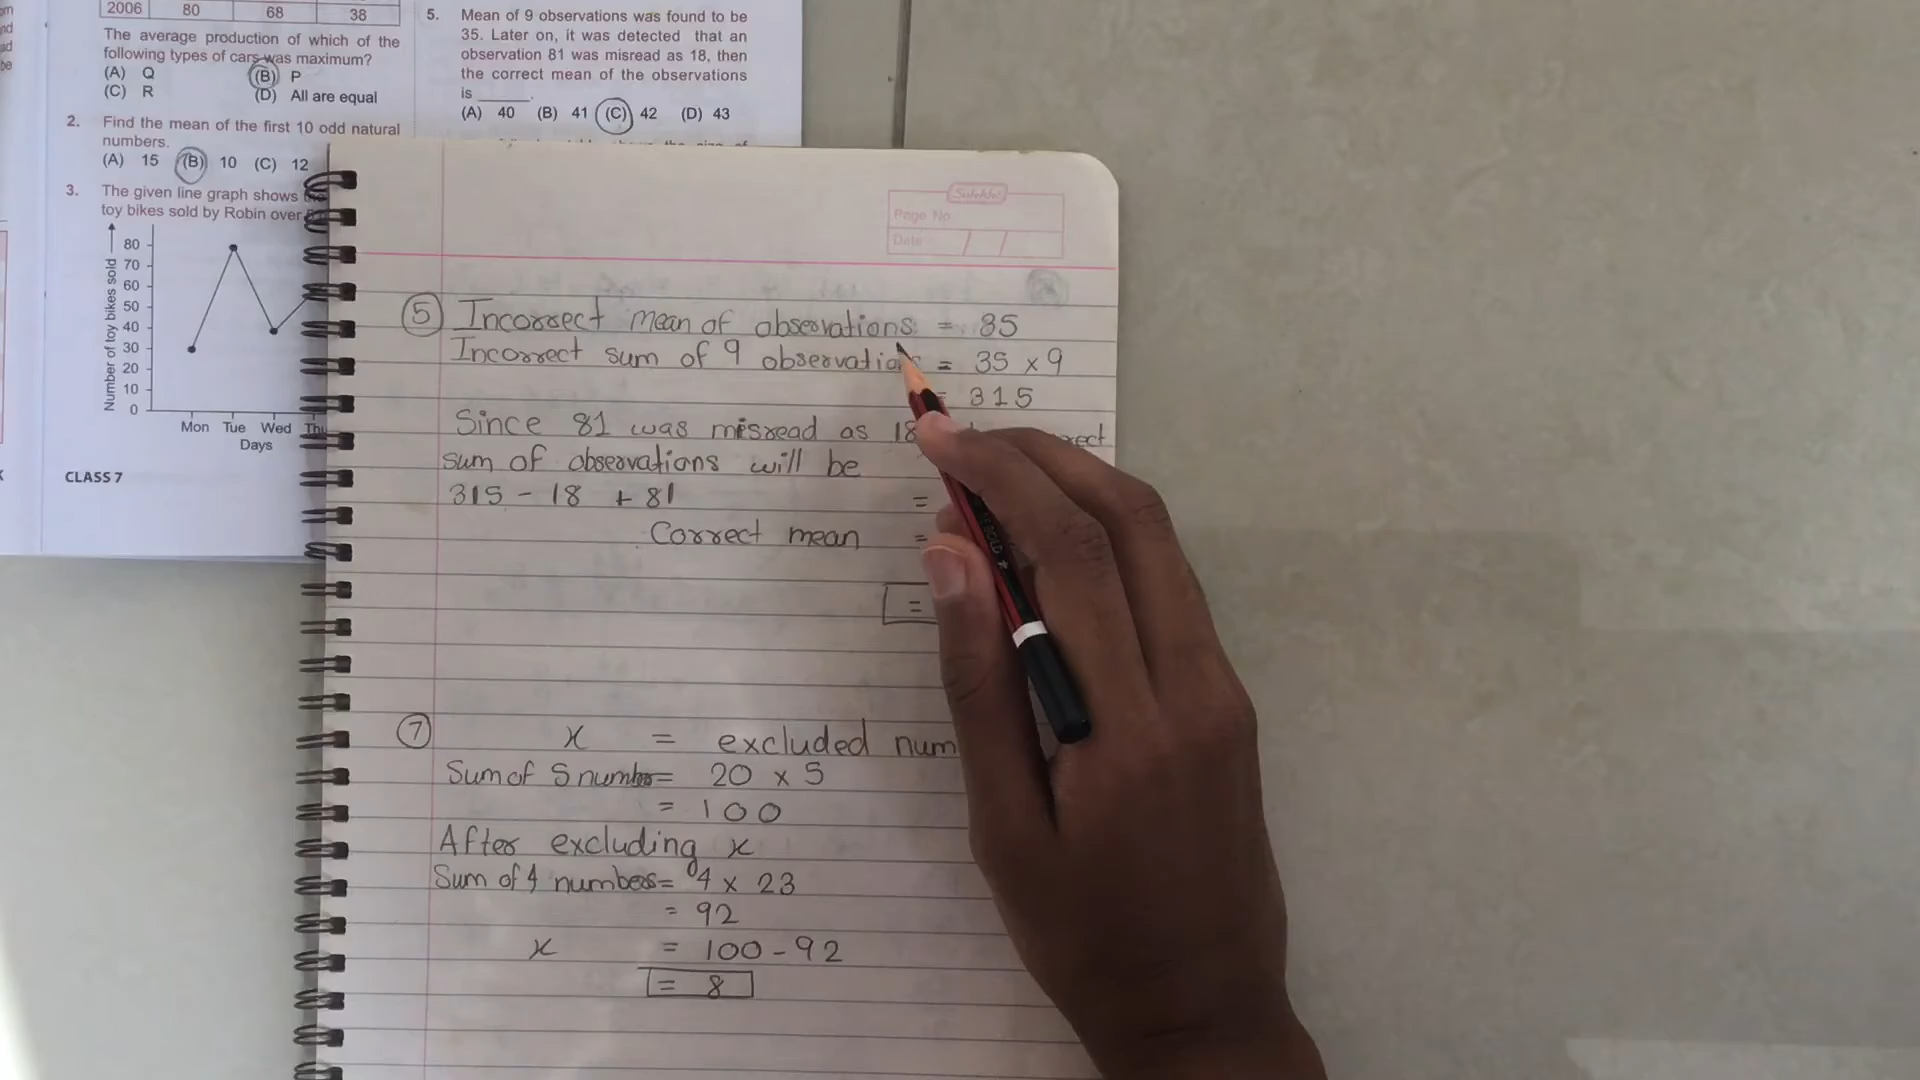 2006 80 68 38
The average production of which of the
following types of cars was maximum?
(A) Q (B) P
(C) R (D) All are equal
2. Find the mean of the first 10 odd natural
numbers.
(A) 15 (B) 10 (C) 12
3. The given line graph shows
toy bikes sold by Robin over
Number of toy bikes sold
80
70
60
50
40
30
20
10
0
Mon Tue Wed Thu
Days
CLASS 7
5. Mean of 9 observations was found to be
35. Later on, it was detected that an
observation 81 was misread as 18, then
the correct mean of the observations
is ______.
(A) 40 (B) 41 (C) 42 (D) 43
Page No
Date / /
5 Incorrect mean of observations = 35
Incorrect sum of 9 observations = 35 x 9
= 315
Since 81 was misread as 18
sum of observations will be
315 - 18 + 81 =
Correct mean =
=
7 x = excluded num
Sum of 5 number = 20 x 5
= 100
After excluding x
Sum of 4 numbers = 4 x 23
= 92
x = 100 - 92
= 8